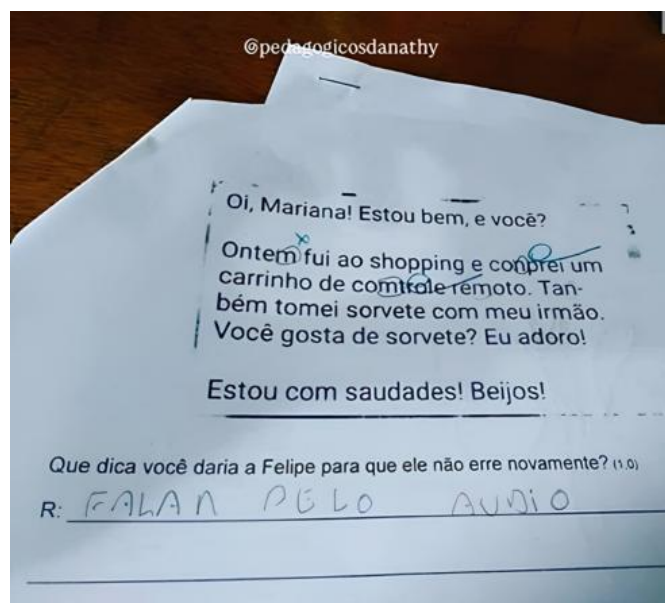 @pedagogicosdanathy
Oi, Mariana! Estou bem, e você?
Ontem fui ao shopping e conprei um
carrinho de comtrole remoto. Tan-
bém tomei sorvete com meu irmão.
Você gosta de sorvete? Eu adoro!
Estou com saudades! Beijos!
Que dica você daria a Felipe para que ele não erre novamente? (1,0)
R: FALAR PELO AUDIO